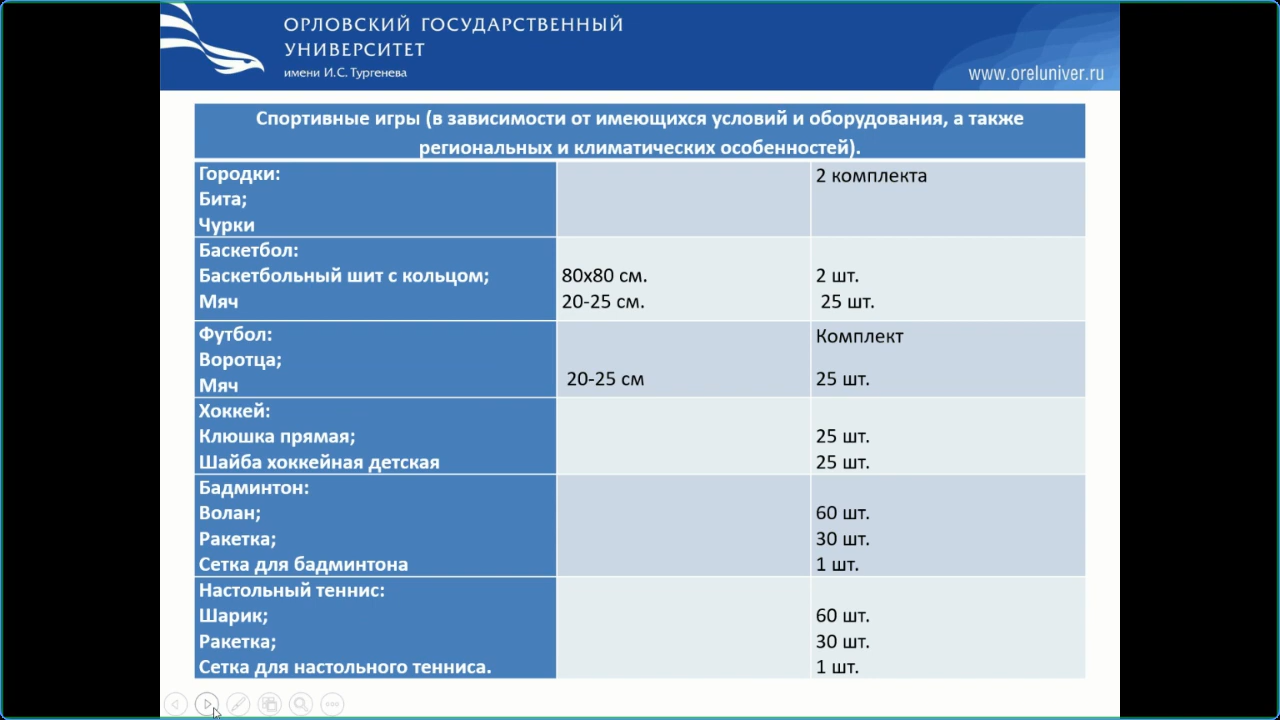 ОРЛОВСКИЙ ГОСУДАРСТВЕННЫЙ
УНИВЕРСИТЕТ
имени И.С. Тургенева
www.oreluniver.ru
Спортивные игры (в зависимости от имеющихся условий и оборудования, а также
региональных и климатических особенностей).
Городки:
Бита;
Чурки
2 комплекта
Баскетбол:
Баскетбольный шит с кольцом;
Мяч
80х80 см.
20-25 см.
2 шт.
25 шт.
Футбол:
Воротца;
Мяч
20-25 см
Комплект
25 шт.
Хоккей:
Клюшка прямая;
Шайба хоккейная детская
25 шт.
25 шт.
Бадминтон:
Волан;
Ракетка;
Сетка для бадминтона
60 шт.
30 шт.
1 шт.
Настольный теннис:
Шарик;
Ракетка;
Сетка для настольного тенниса.
60 шт.
30 шт.
1 шт.